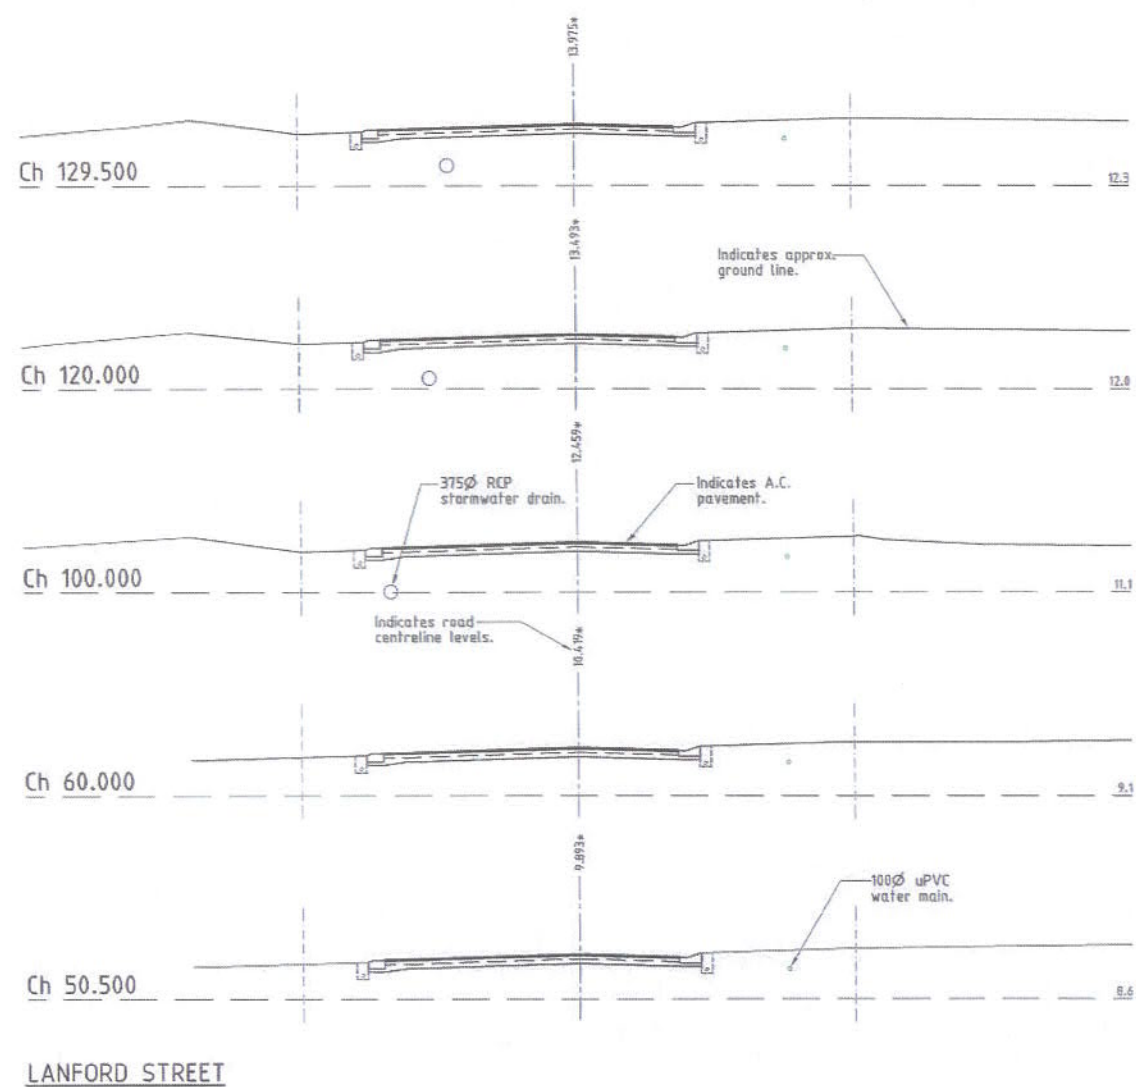 13.975*
Ch 129.500
12.3
13.493*
Indicates approx.
ground line.
Ch 120.000
12.0
12.459*
375Ø RCP
stormwater drain.
Indicates A.C.
pavement.
Ch 100.000
11.1
Indicates road
centreline levels.
10.419*
Ch 60.000
9.1
9.893*
100Ø uPVC
water main.
Ch 50.500
8.6
LANFORD STREET